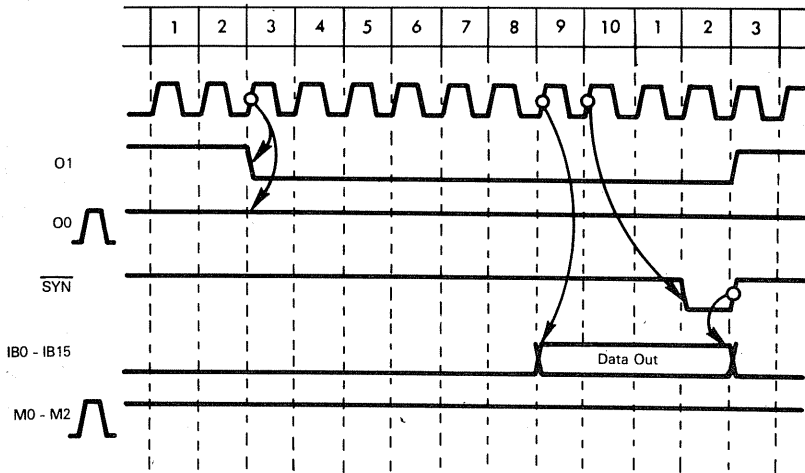 1 2 3 4 5 6 7 8 9 10 1 2 3
O1
O0
SYN
IB0 - IB15
Data Out
M0 - M2